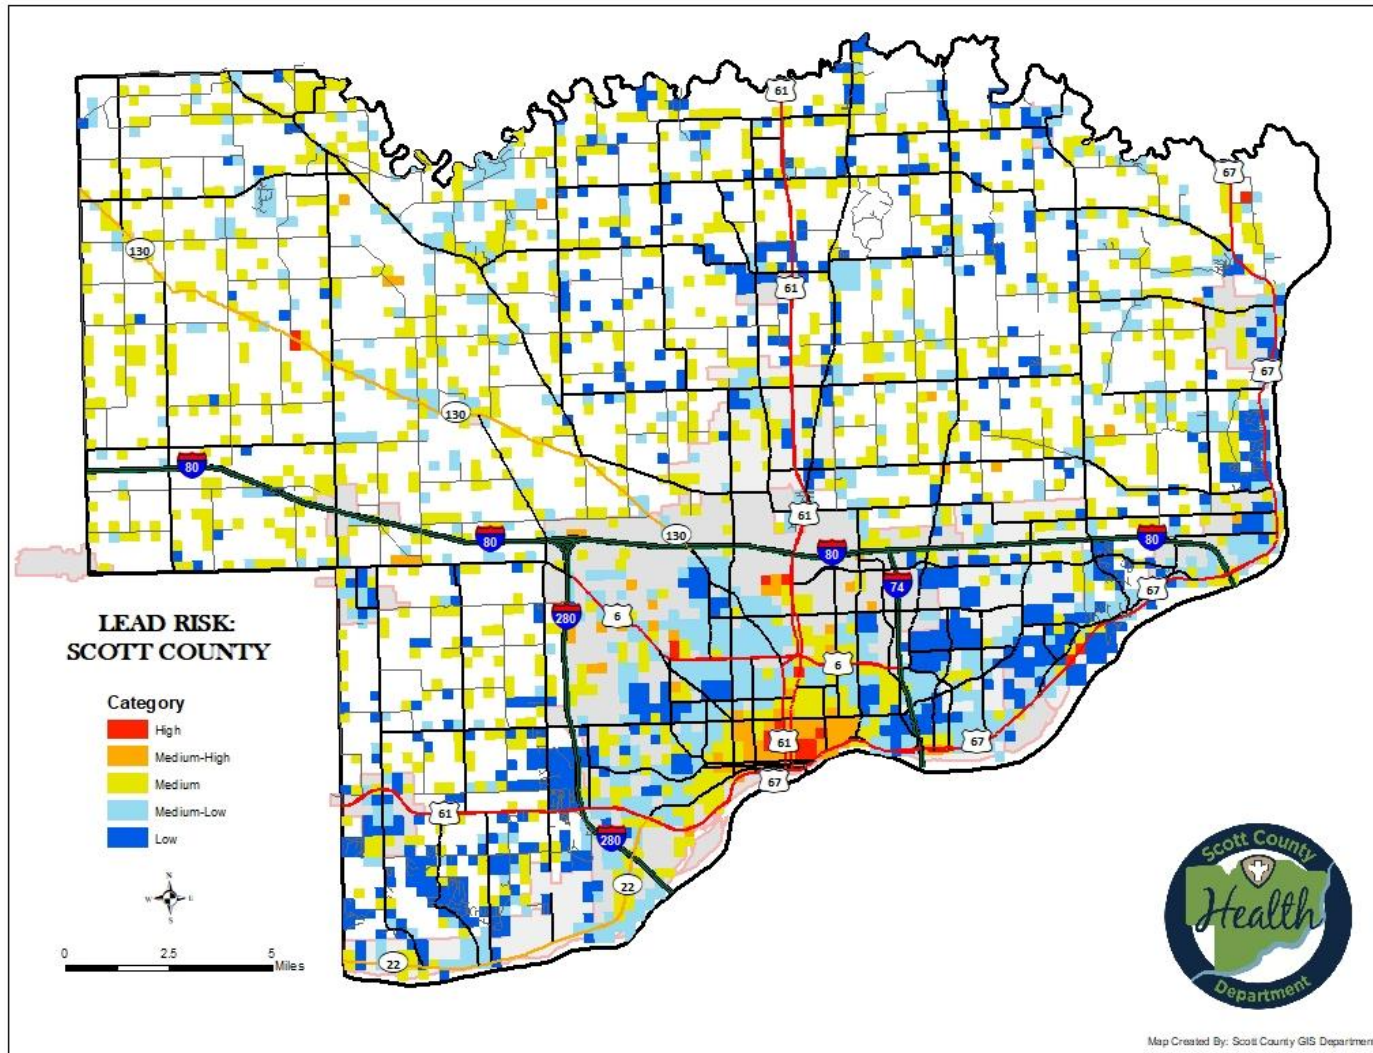 61
67
130
61
67
130
80
61
130
80
80
80
74
67
280
6
6
LEAD RISK:
SCOTT COUNTY
Category
High
Medium-High
Medium
Medium-Low
Low
61
67
67
61
280
22
22
N
W E
S
0 2.5 5
Miles
Scott County
Health
Department
Map Created By: Scott County GIS Department